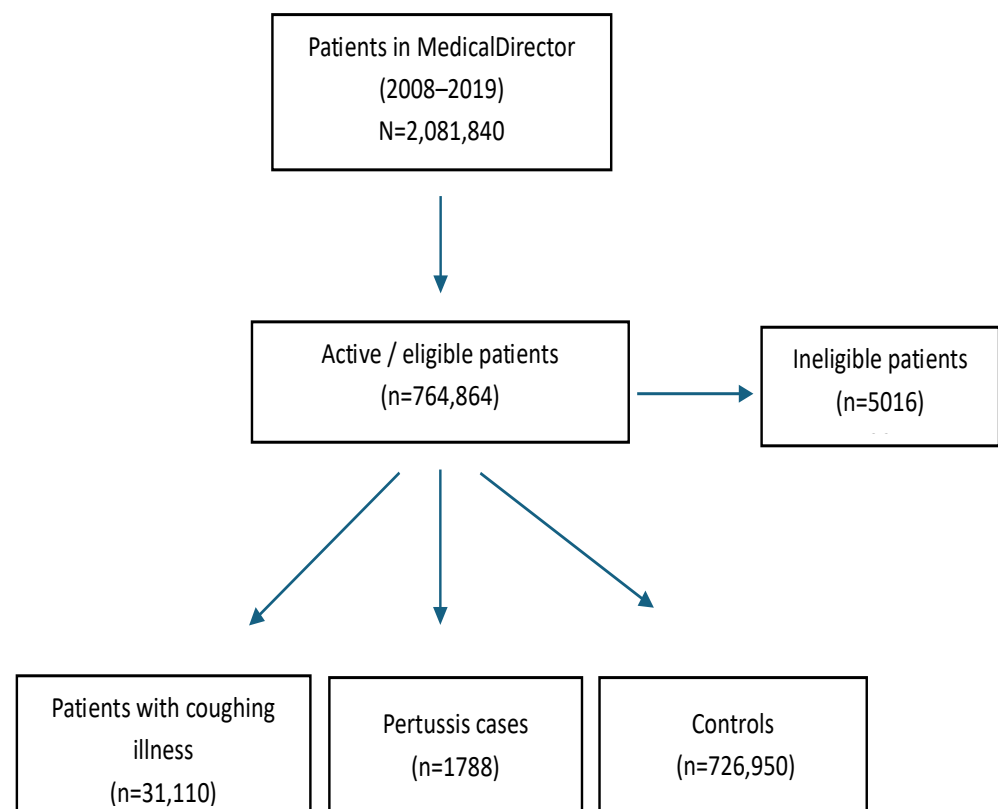 Patients in MedicalDirector
(2008–2019)
N=2,081,840
Active / eligible patients
(n=764,864)
Ineligible patients
(n=5016)
Patients with coughing
illness
(n=31,110)
Pertussis cases
(n=1788)
Controls
(n=726,950)